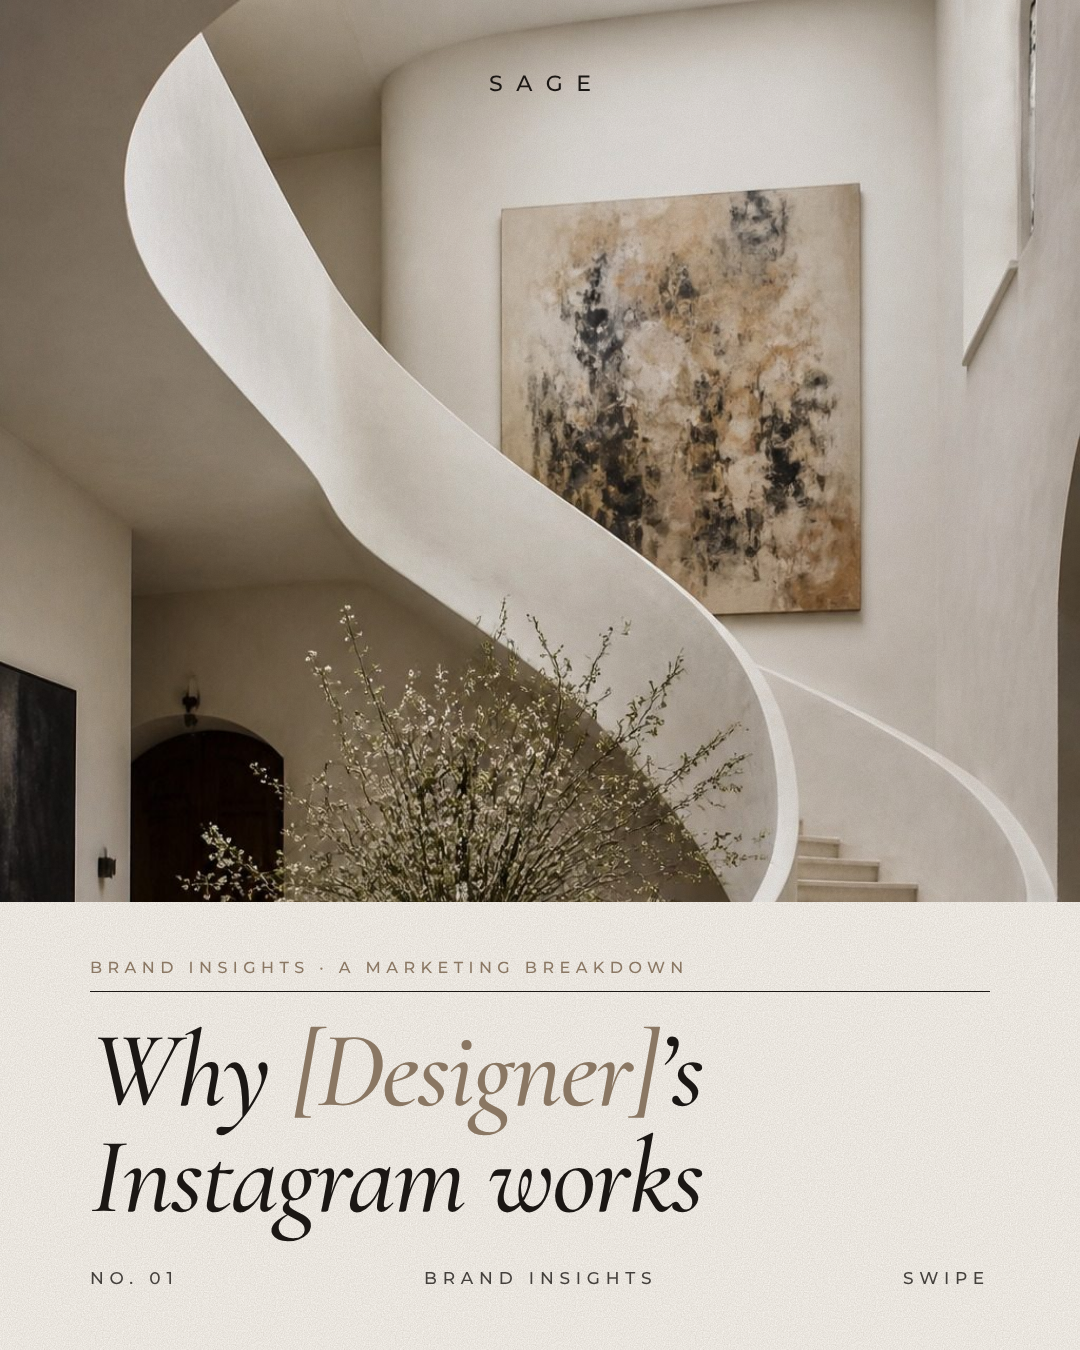 SAGE
BRAND INSIGHTS · A MARKETING BREAKDOWN
Why [Designer]’s
Instagram works
NO. 01
BRAND INSIGHTS
SWIPE